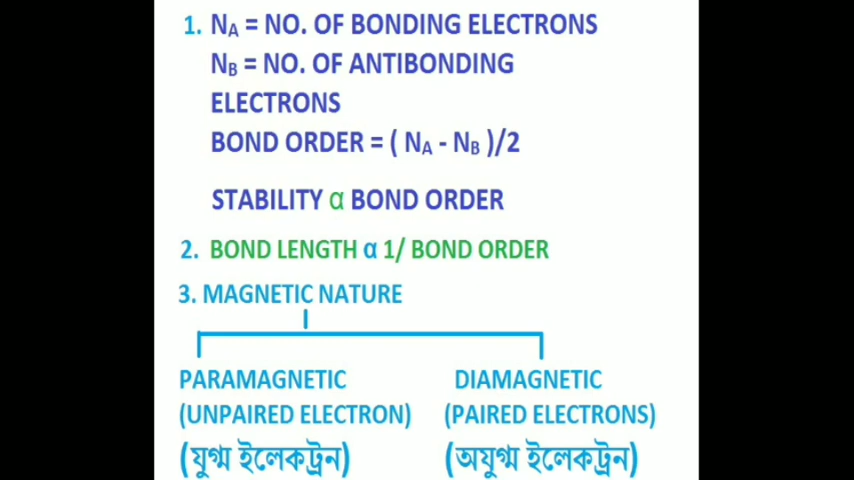 1. NA = NO. OF BONDING ELECTRONS
NB = NO. OF ANTIBONDING
ELECTRONS
BOND ORDER = ( NA - NB )/2
STABILITY α BOND ORDER
2. BOND LENGTH α 1/ BOND ORDER
3. MAGNETIC NATURE
PARAMAGNETIC DIAMAGNETIC
(UNPAIRED ELECTRON) (PAIRED ELECTRONS)
(যুগ্ম ইলেকট্রন) (অযুগ্ম ইলেকট্রন)